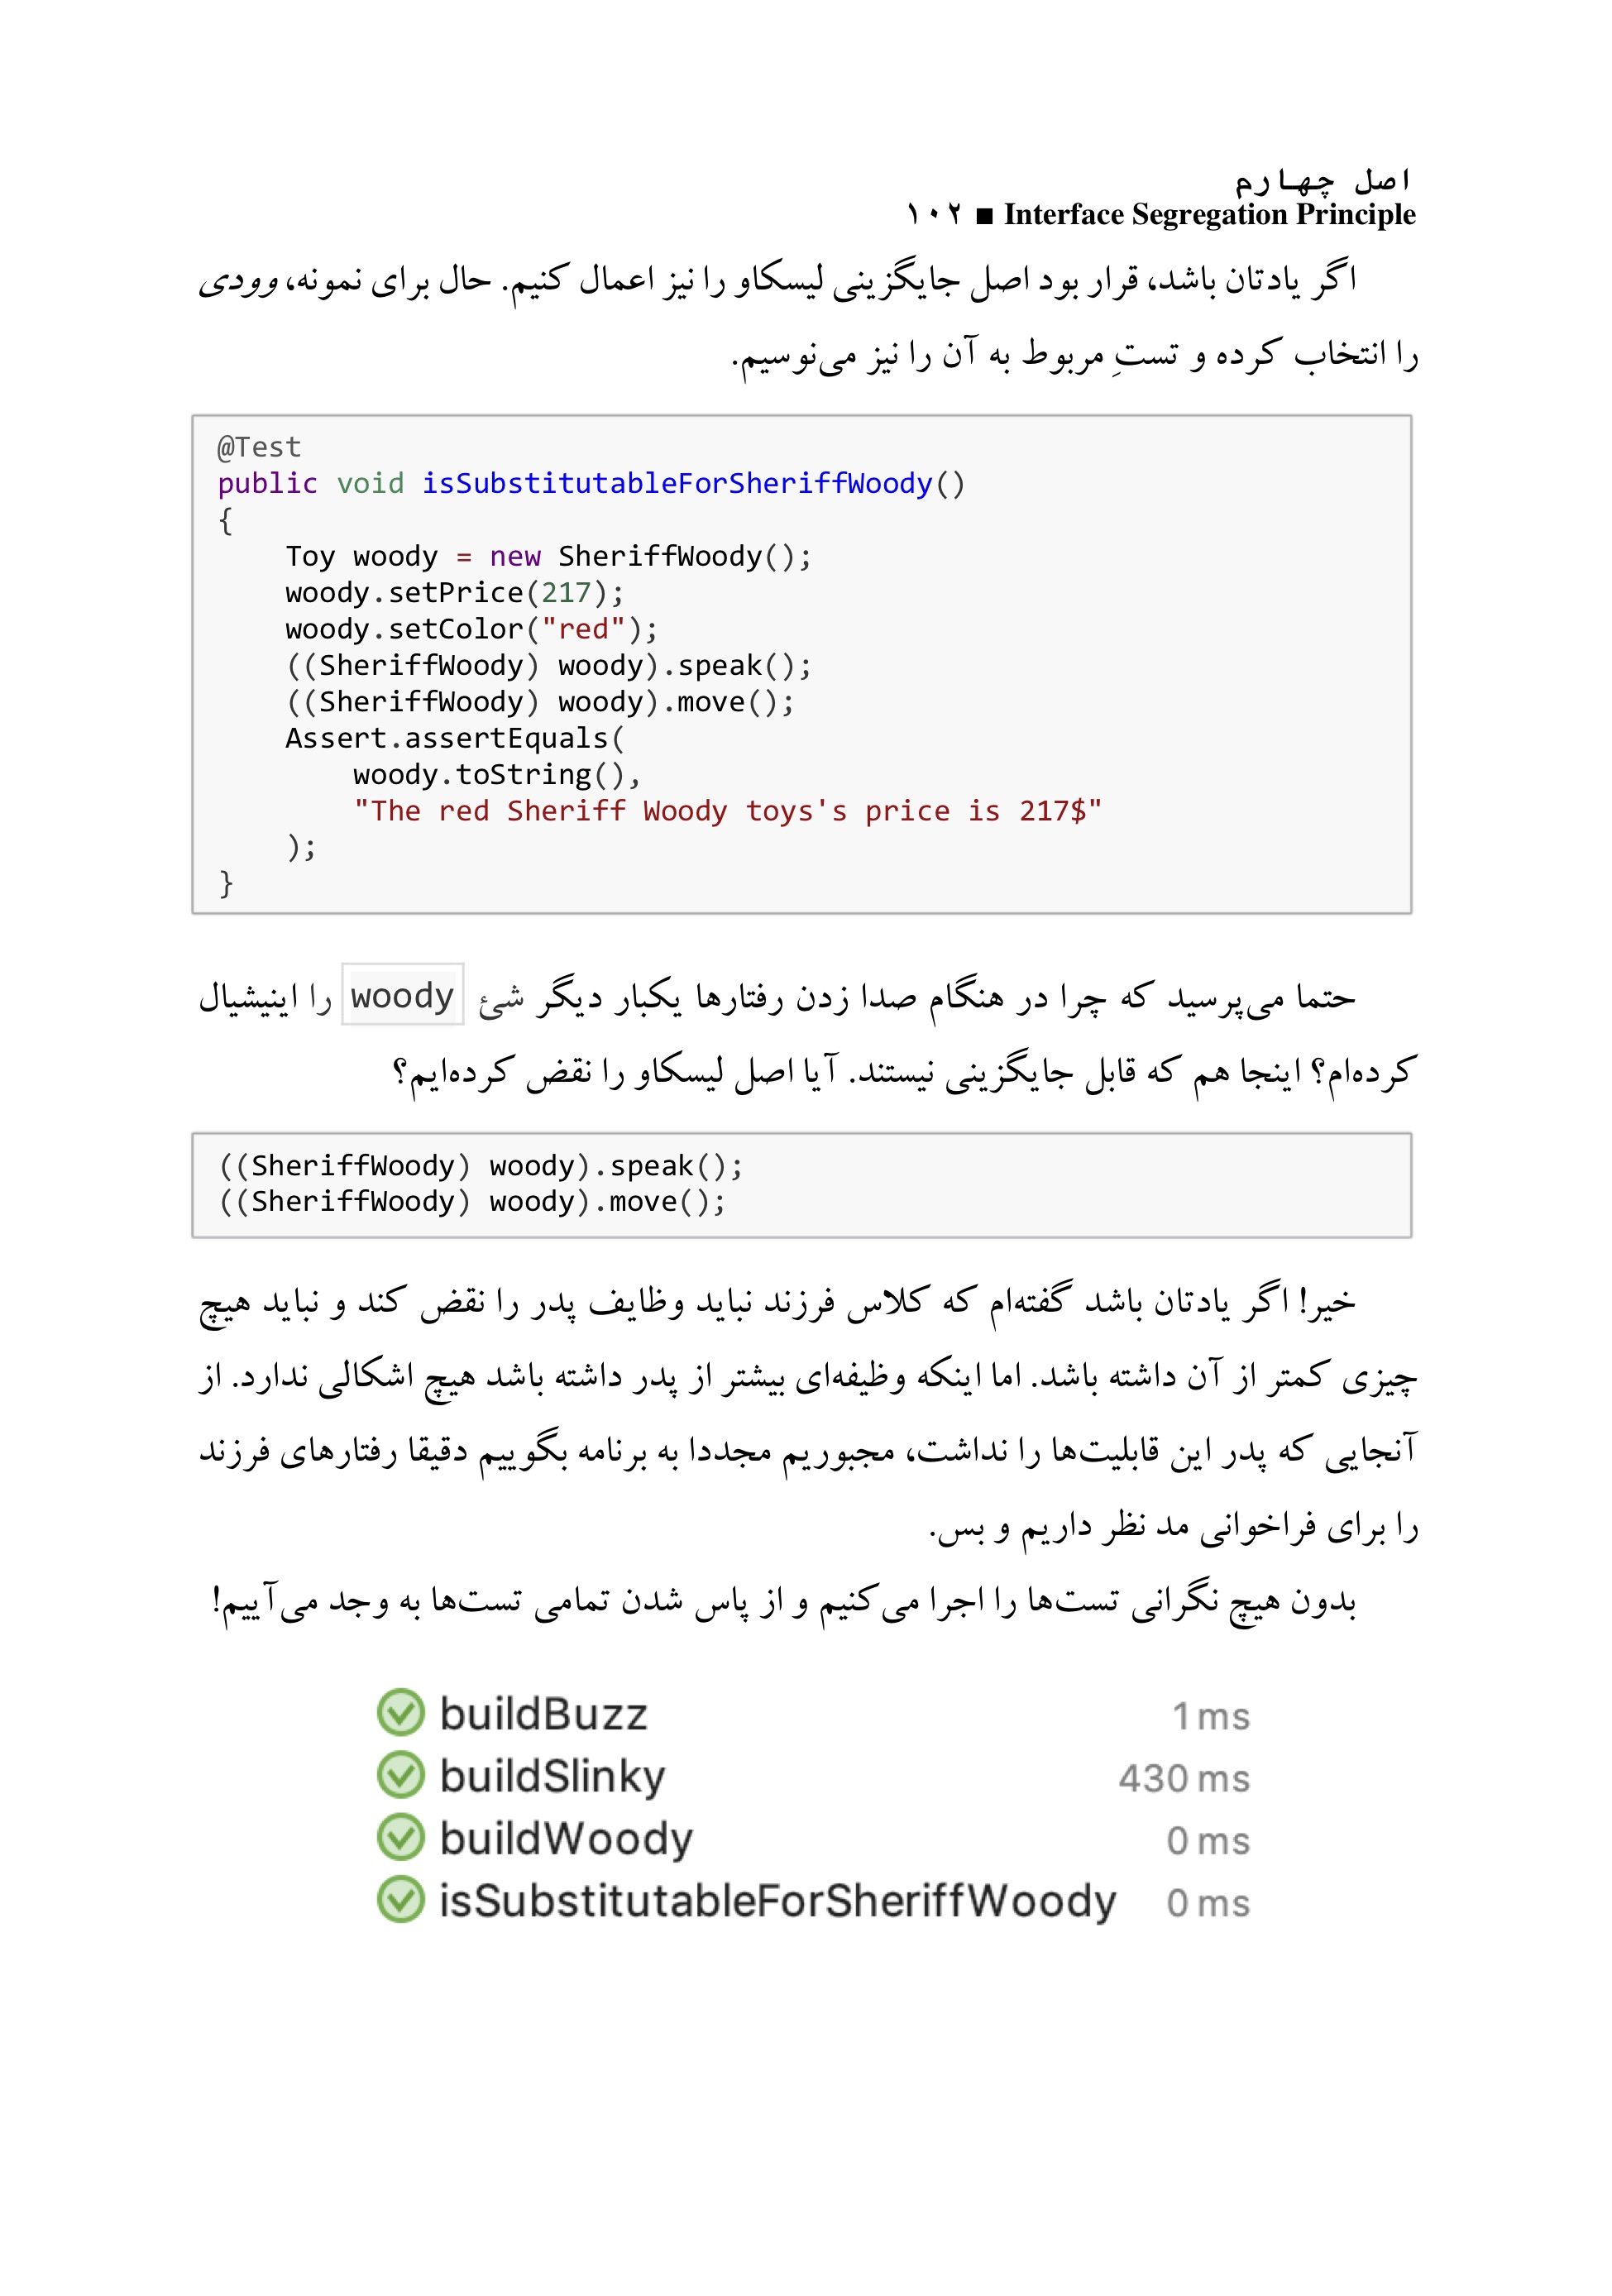 اصل چهارم
۱۰۲ ■ Interface Segregation Principle
اگر یادتان باشد، قرار بود اصل جایگزینی لیسکاو را نیز اعمال کنیم. حال برای نمونه، وودی
را انتخاب کرده و تستِ مربوط به آن را نیز می‌نوسیم.
@Test
public void isSubstitutableForSheriffWoody()
{
    Toy woody = new SheriffWoody();
    woody.setPrice(217);
    woody.setColor("red");
    ((SheriffWoody) woody).speak();
    ((SheriffWoody) woody).move();
    Assert.assertEquals(
        woody.toString(),
        "The red Sheriff Woody toys's price is 217$"
    );
}
حتما می‌پرسید که چرا در هنگام صدا زدن رفتارها یکبار دیگر شئ woody را اینیشیال
کرده‌ام؟ اینجا هم که قابل جایگزینی نیستند. آیا اصل لیسکاو را نقض کرده‌ایم؟
((SheriffWoody) woody).speak();
((SheriffWoody) woody).move();
خیر! اگر یادتان باشد گفته‌ام که کلاس فرزند نباید وظایف پدر را نقض کند و نباید هیچ
چیزی کمتر از آن داشته باشد. اما اینکه وظیفه‌ای بیشتر از پدر داشته باشد هیچ اشکالی ندارد. از
آنجایی که پدر این قابلیت‌ها را نداشت، مجبوریم مجددا به برنامه بگوییم دقیقا رفتارهای فرزند
را برای فراخوانی مد نظر داریم و بس.
بدون هیچ نگرانی تست‌ها را اجرا می‌کنیم و از پاس شدن تمامی تست‌ها به وجد می‌آییم!
buildBuzz 1 ms
buildSlinky 430 ms
buildWoody 0 ms
isSubstitutableForSheriffWoody 0 ms